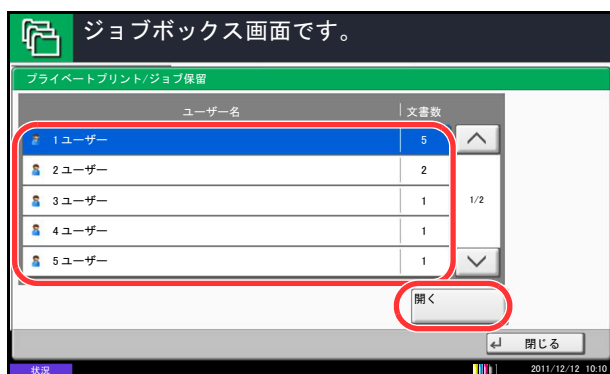 ジョブボックス画面です。
プライベートプリント/ジョブ保留
ユーザー名 文書数
1 ユーザー 5
2 ユーザー 2
3 ユーザー 1 1/2
4 ユーザー 1
5 ユーザー 1
開く
閉じる
状況 2011/12/12 10:10